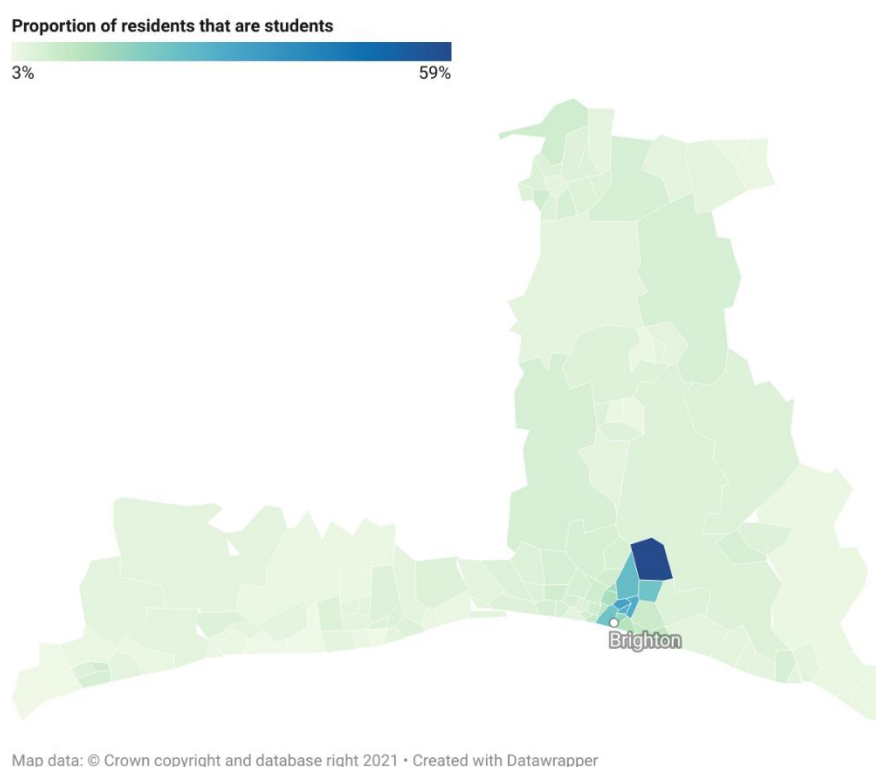 Proportion of residents that are students
3% 59%
Brighton
Map data: © Crown copyright and database right 2021 • Created with Datawrapper